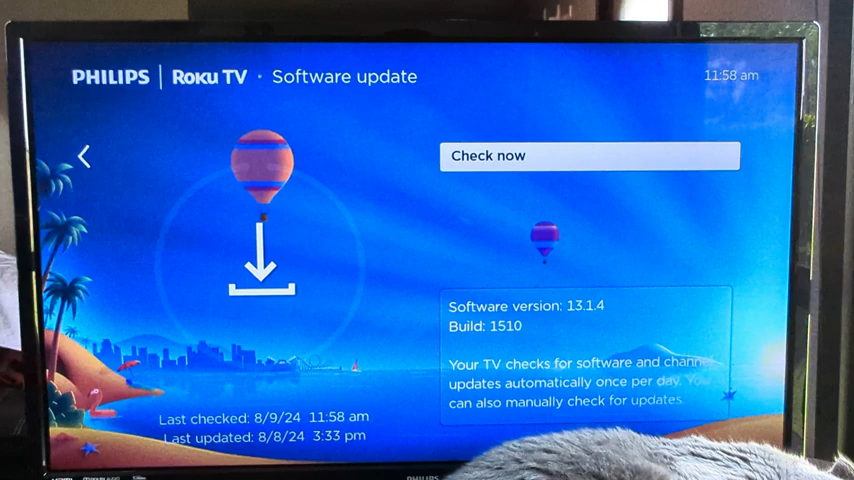 PHILIPS | Roku TV • Software update
11:58 am
Check now
Software version: 13.1.4
Build: 1510
Your TV checks for software and channel
updates automatically once per day. You
can also manually check for updates.
Last checked: 8/9/24 11:58 am
Last updated: 8/8/24 3:33 pm
PHILIPS